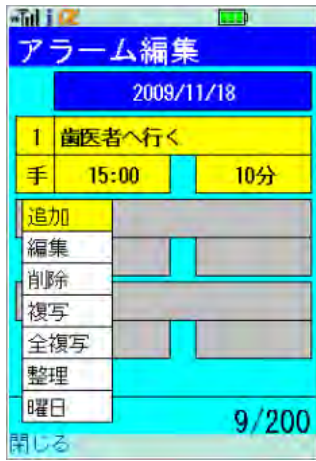 アラーム編集
2009/11/18
1 歯医者へ行く
手 15:00 10分
追加
編集
削除
複写
全複写
整理
曜日
9/200
閉じる